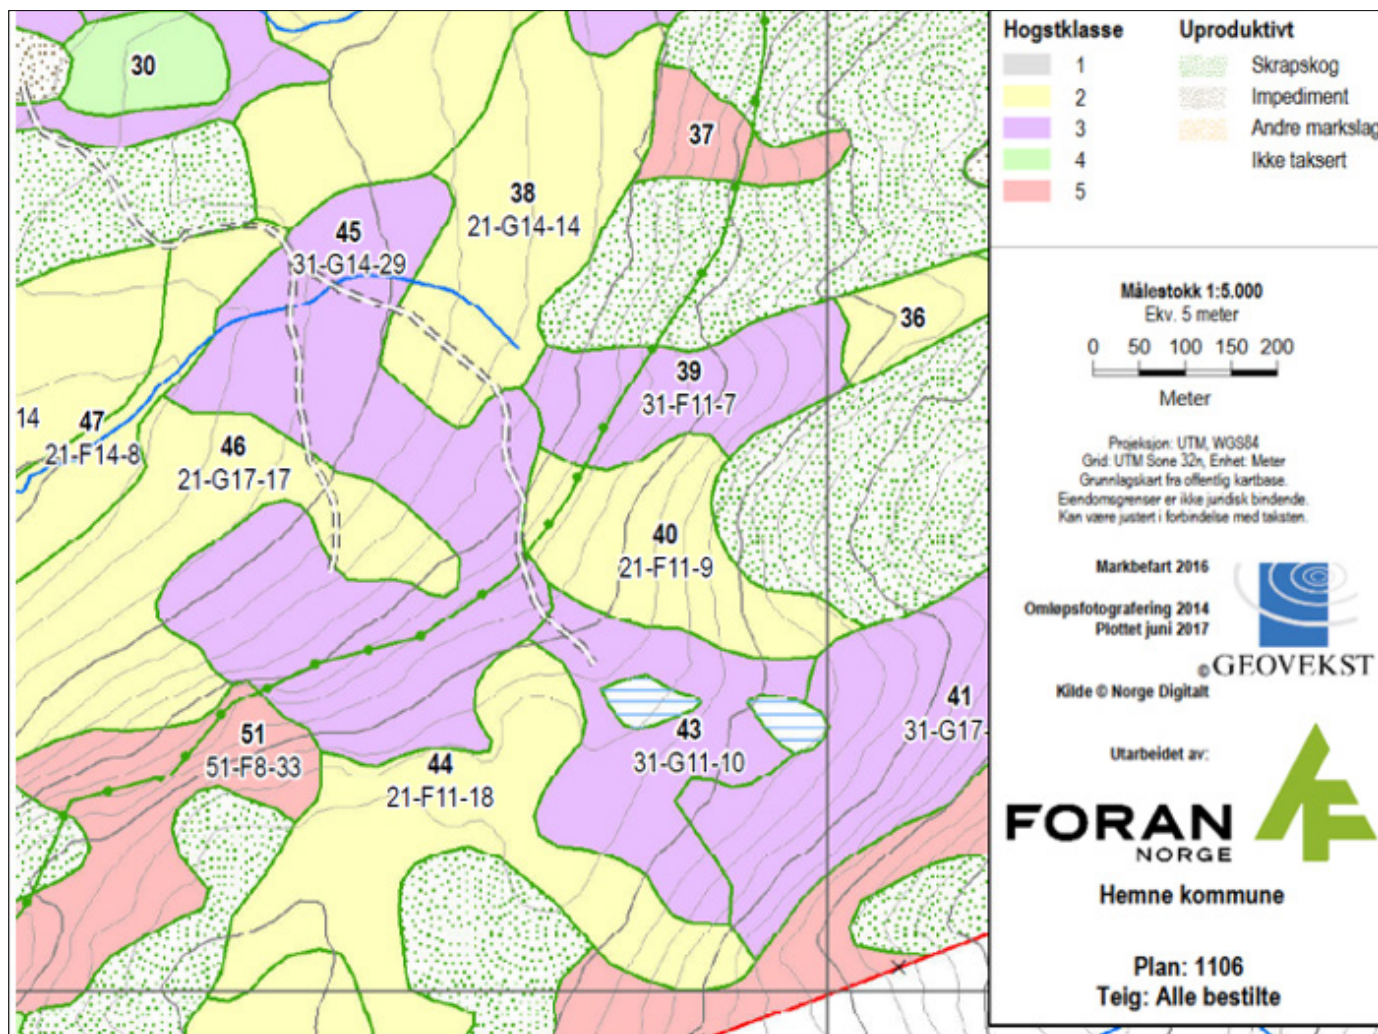 30
37
38
21-G14-14
45
31-G14-29
36
39
31-F11-7
14
47
21-F14-8
46
21-G17-17
40
21-F11-9
41
31-G17-
43
31-G11-10
51
51-F8-33
44
21-F11-18
Hogstklasse
1
2
3
4
5
Uproduktivt
Skrapskog
Impediment
Andre markslag
Ikke taksert
Målestokk 1:5.000
Ekv. 5 meter
0 50 100 150 200
Meter
Projeksjon: UTM, WGS84
Grid: UTM Sone 32n, Enhet: Meter
Grunnlagskart fra offentlig kartbase.
Eiendomsgrenser er ikke juridisk bindende.
Kan være justert i forbindelse med taksten.
Markbefart 2016
Omløpsfotografering 2014
Plottet juni 2017
© GEOVEKST
Kilde © Norge Digitalt
Utarbeidet av:
FORAN
NORGE
Hemne kommune
Plan: 1106
Teig: Alle bestilte